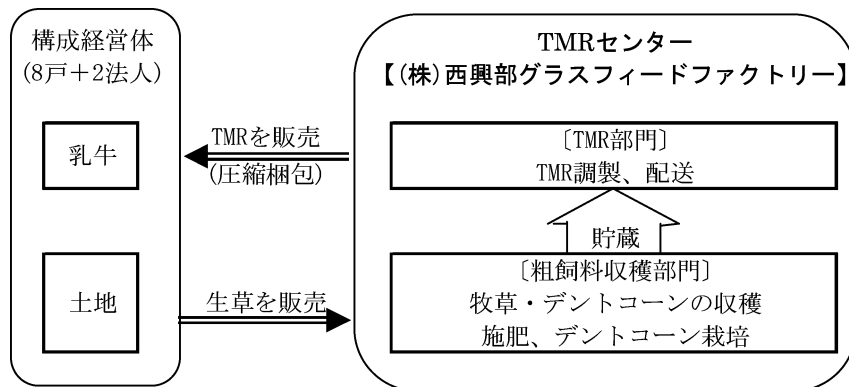 構成経営体
(8戸＋2法人)
乳牛
土地
TMRを販売
(圧縮梱包)
生草を販売
TMRセンター
【(株)西興部グラスフィードファクトリー】
〔TMR部門〕
TMR調製、配送
貯蔵
〔粗飼料収穫部門〕
牧草・デントコーンの収穫
施肥、デントコーン栽培